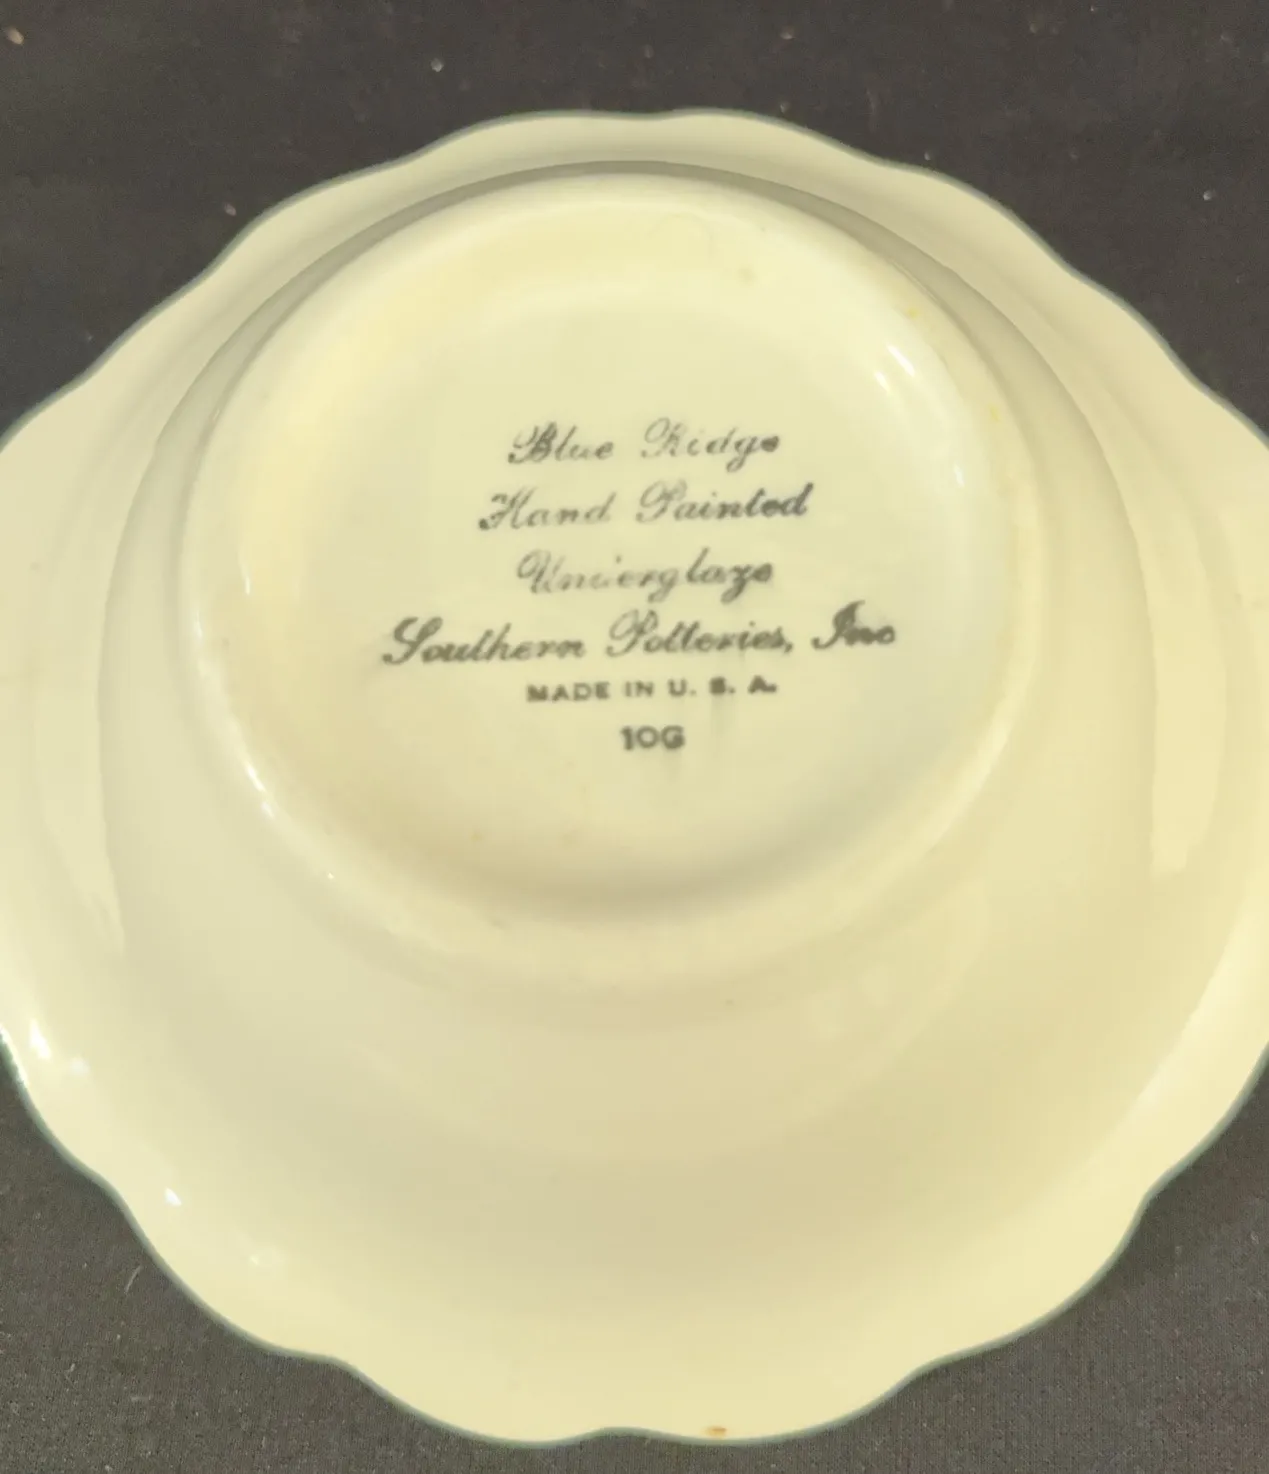 Blue Ridge
Hand Painted
Underglaze
Southern Potteries, Inc
MADE IN U. S. A.
10G